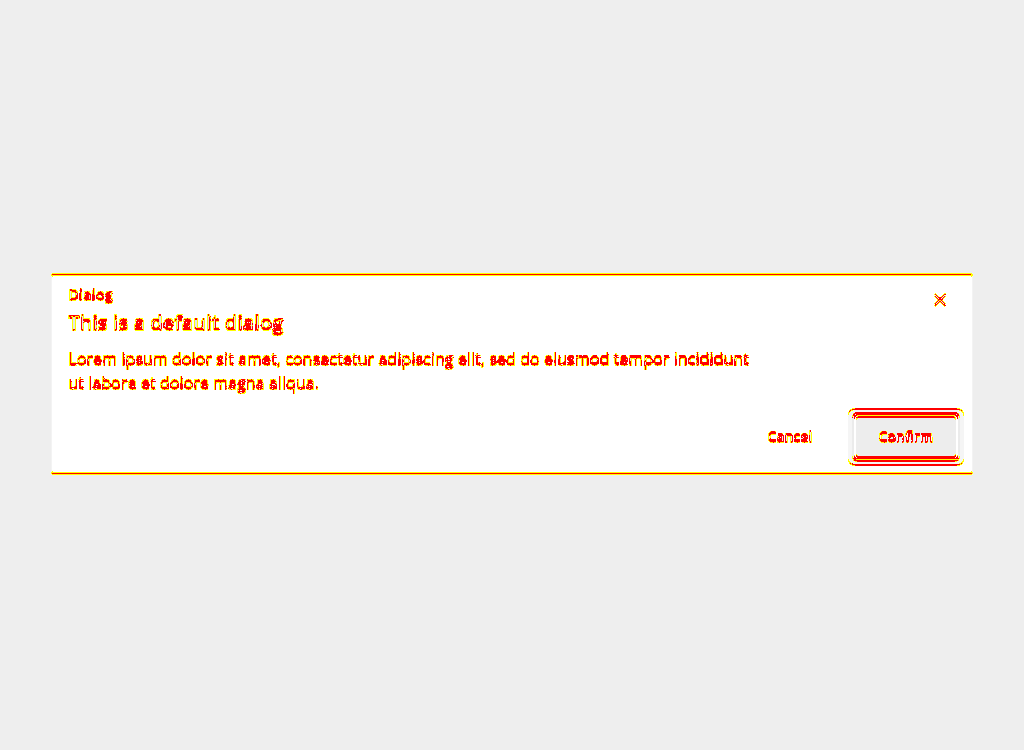 Dialog
This is a default dialog
Lorem ipsum dolor sit amet, consectetur adipiscing elit, sed do eiusmod tempor incididunt
ut labore et dolore magna aliqua.
Cancel
Confirm